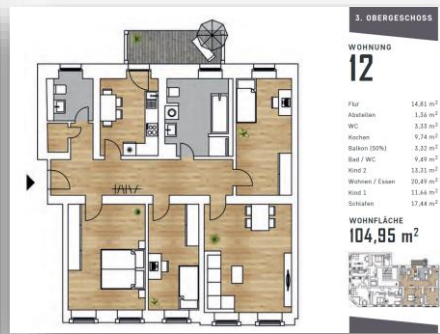 3. OBERGESCHOSS
WOHNUNG
12
Flur 14,81 m²
Abstellen 1,56 m²
WC 3,33 m²
Kochen 9,74 m²
Balkon (50%) 3,32 m²
Bad / WC 9,49 m²
Kind 2 13,31 m²
Wohnen / Essen 20,49 m²
Kind 1 11,66 m²
Schlafen 17,44 m²
WOHNFLÄCHE
104,95 m²